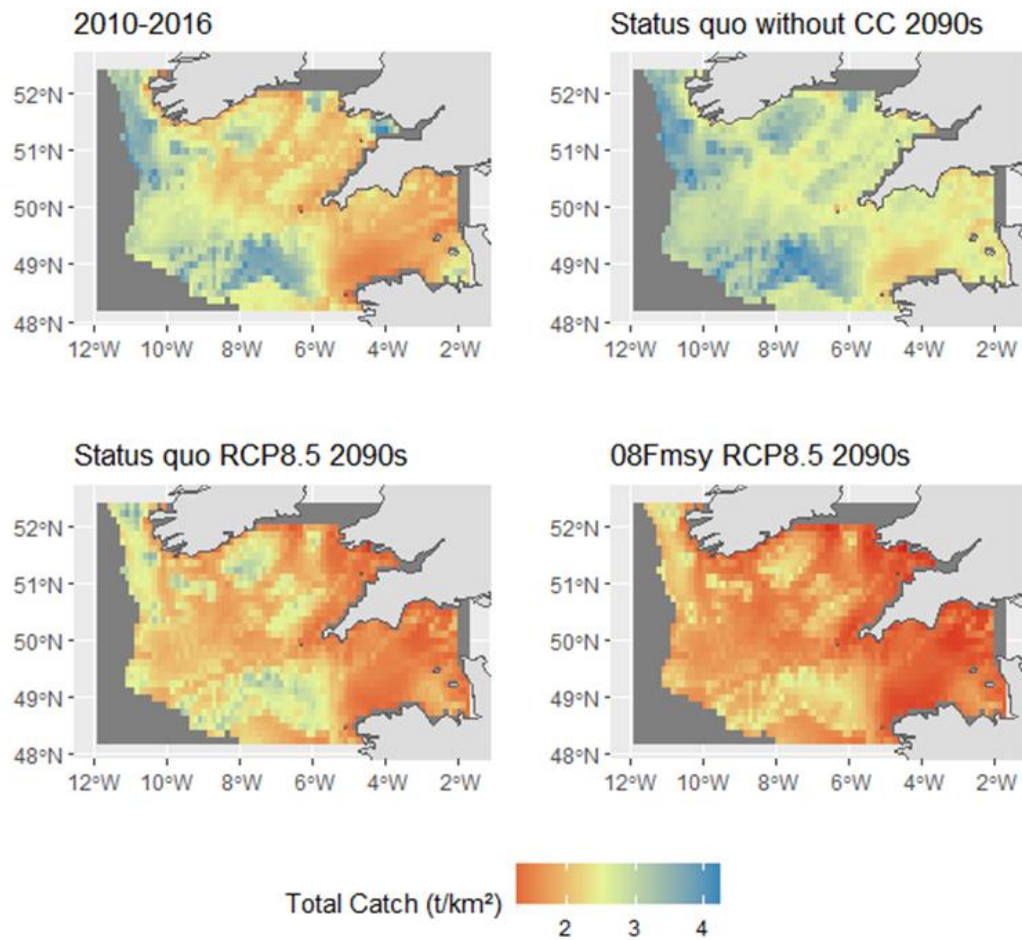 2010-2016
Status quo without CC 2090s
52°N
51°N
50°N
49°N
48°N
12°W 10°W 8°W 6°W 4°W 2°W
52°N
51°N
50°N
49°N
48°N
12°W 10°W 8°W 6°W 4°W 2°W
Status quo RCP8.5 2090s
08Fmsy RCP8.5 2090s
52°N
51°N
50°N
49°N
48°N
12°W 10°W 8°W 6°W 4°W 2°W
52°N
51°N
50°N
49°N
48°N
12°W 10°W 8°W 6°W 4°W 2°W
Total Catch (t/km²)
2 3 4